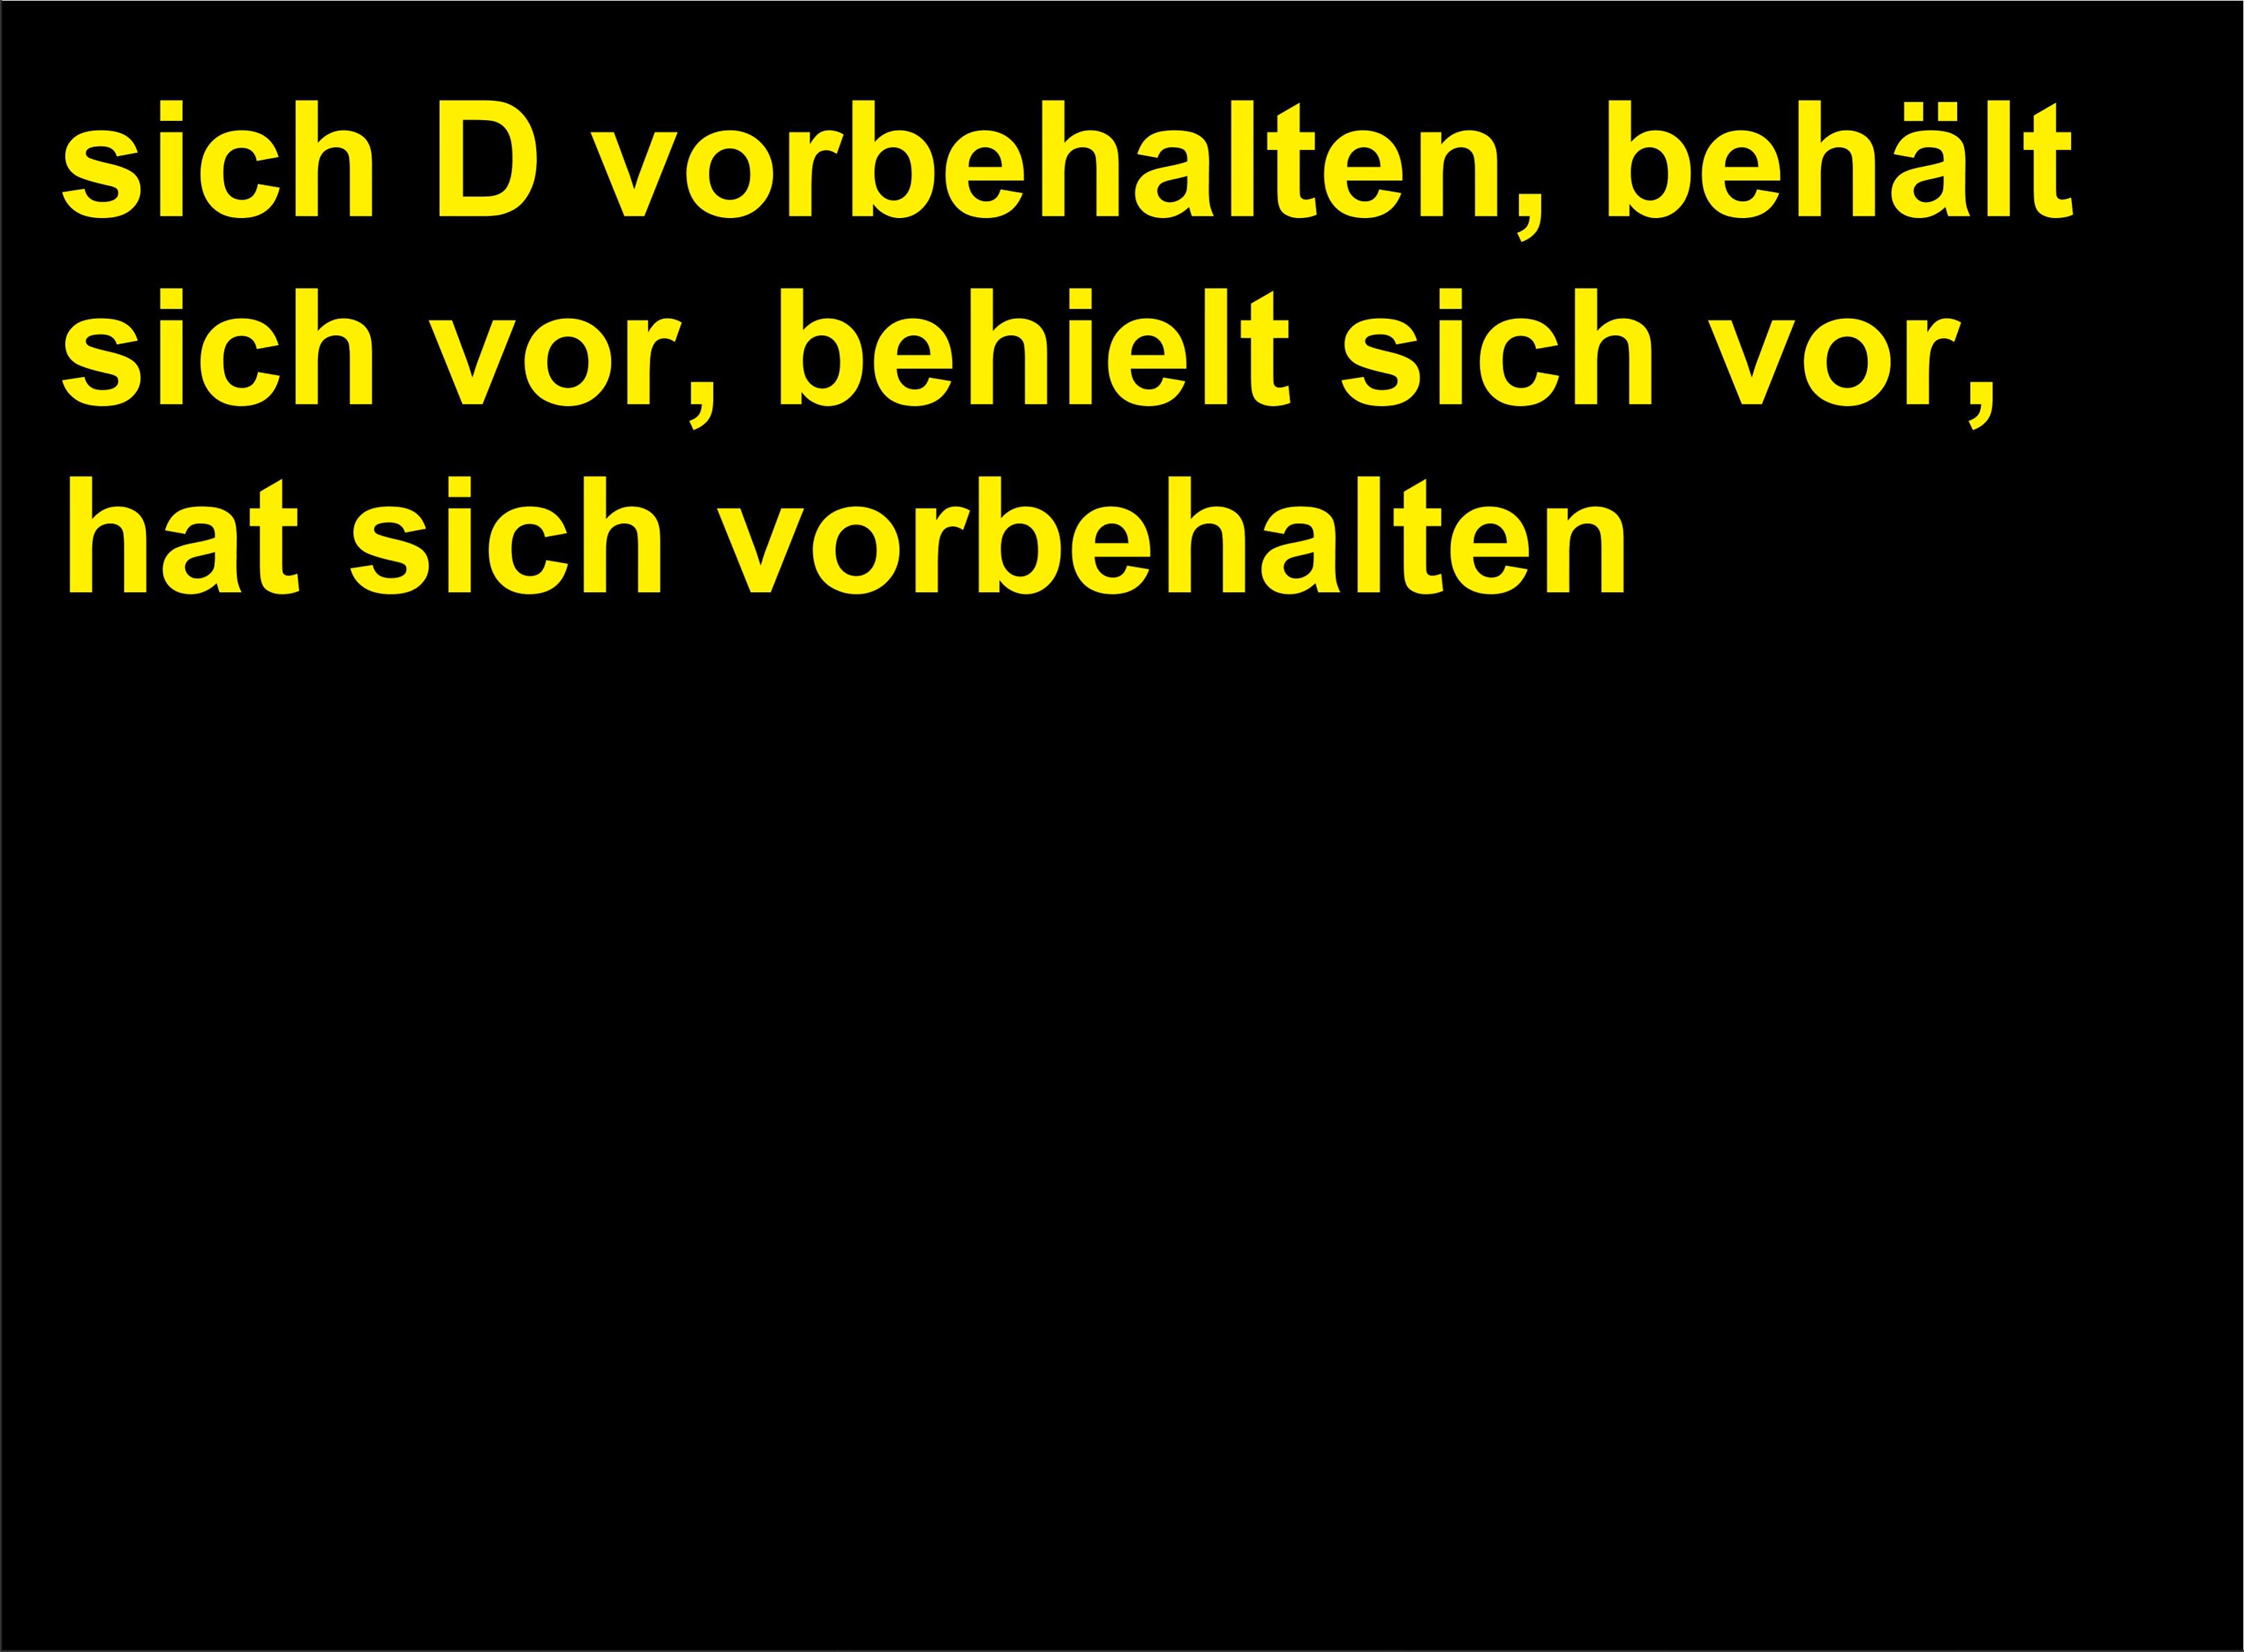 sich D vorbehalten, behält
sich vor, behielt sich vor,
hat sich vorbehalten